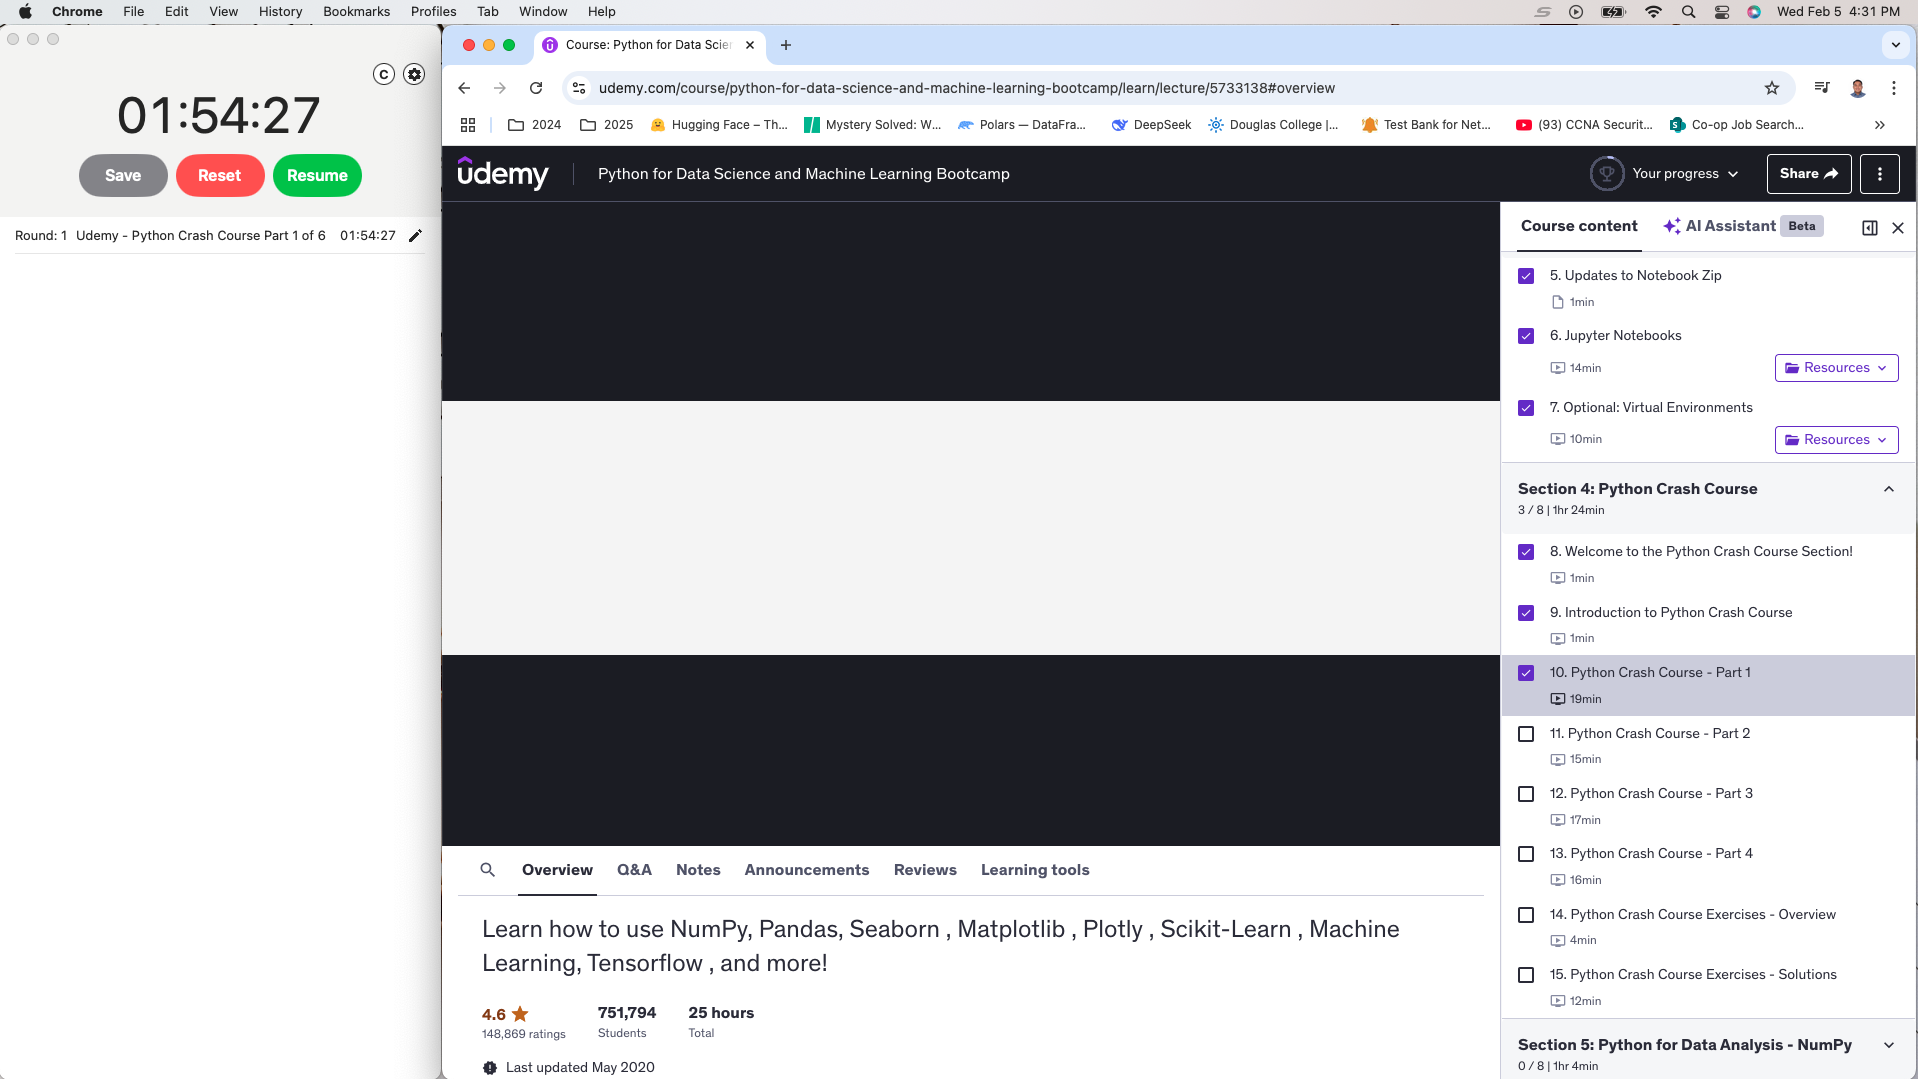 Chrome File Edit View History Bookmarks Profiles Tab Window Help
Wed Feb 5 4:31 PM
C
01:54:27
Save Reset Resume
Round: 1 Udemy - Python Crash Course Part 1 of 6 01:54:27
Course: Python for Data Scie
udemy.com/course/python-for-data-science-and-machine-learning-bootcamp/learn/lecture/5733138#overview
2024 2025 Hugging Face – Th... Mystery Solved: W... Polars — DataFra... DeepSeek Douglas College |... Test Bank for Net... (93) CCNA Securit... Co-op Job Search...
udemy Python for Data Science and Machine Learning Bootcamp
Your progress Share
Course content AI Assistant Beta
5. Updates to Notebook Zip
1min
6. Jupyter Notebooks
14min Resources
7. Optional: Virtual Environments
10min Resources
Section 4: Python Crash Course
3 / 8 | 1hr 24min
8. Welcome to the Python Crash Course Section!
1min
9. Introduction to Python Crash Course
1min
10. Python Crash Course - Part 1
19min
11. Python Crash Course - Part 2
15min
12. Python Crash Course - Part 3
17min
13. Python Crash Course - Part 4
16min
14. Python Crash Course Exercises - Overview
4min
15. Python Crash Course Exercises - Solutions
12min
Section 5: Python for Data Analysis - NumPy
0 / 8 | 1hr 4min
Overview Q&A Notes Announcements Reviews Learning tools
Learn how to use NumPy, Pandas, Seaborn , Matplotlib , Plotly , Scikit-Learn , Machine
Learning, Tensorflow , and more!
4.6 751,794 25 hours
148,869 ratings Students Total
Last updated May 2020